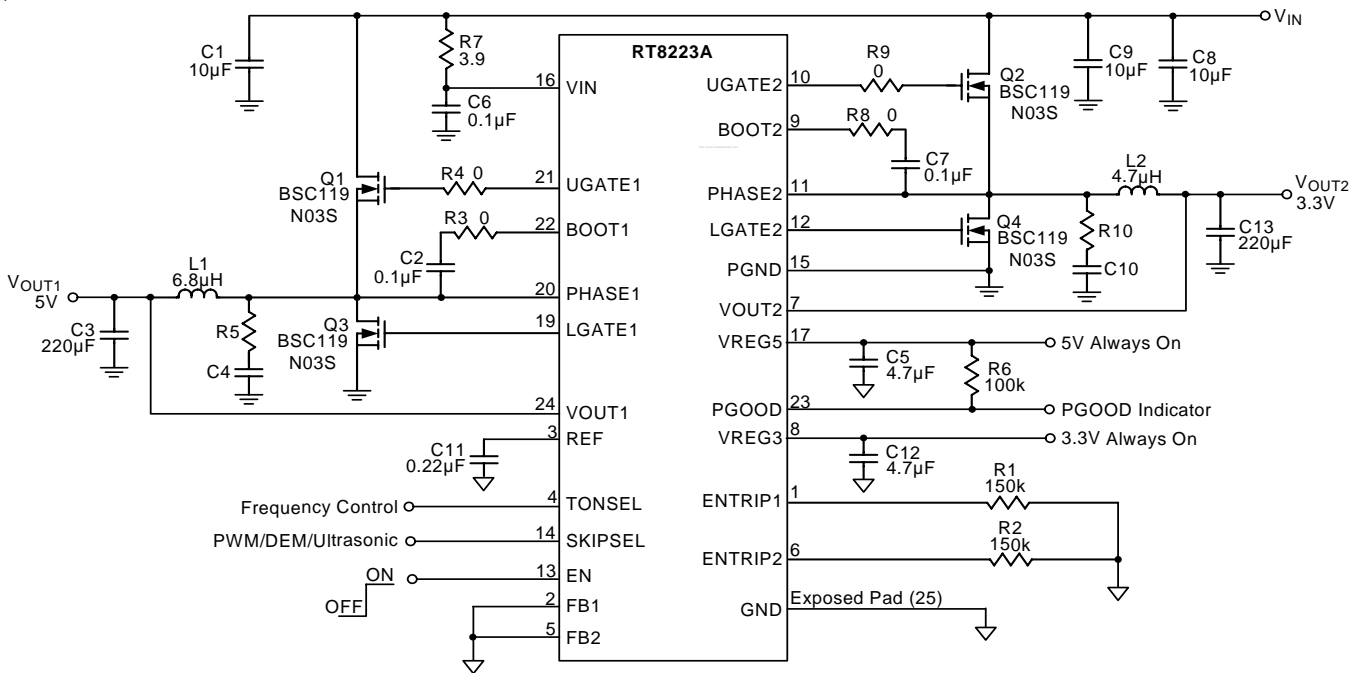 VIN
C1
10µF
R7
3.9
C6
0.1µF
16
VIN
RT8223A
UGATE2
10
R9
0
Q2
BSC119
N03S
C9
10µF
C8
10µF
BOOT2
9
R8 0
C7
0.1µF
Q1
BSC119
N03S
R4 0
21
UGATE1
PHASE2
11
L2
4.7µH
VOUT2
3.3V
R3 0
22
BOOT1
LGATE2
12
Q4
BSC119
N03S
R10
C10
C13
220µF
C2
0.1µF
PGND
15
VOUT1
5V
L1
6.8µH
20
PHASE1
VOUT2
7
C3
220µF
R5
C4
Q3
BSC119
N03S
19
LGATE1
VREG5
17
5V Always On
C5
4.7µF
R6
100k
24
VOUT1
PGOOD
23
PGOOD Indicator
3
REF
C11
0.22µF
VREG3
8
3.3V Always On
C12
4.7µF
Frequency Control
4
TONSEL
ENTRIP1
1
R1
150k
PWM/DEM/Ultrasonic
14
SKIPSEL
ENTRIP2
6
R2
150k
ON
OFF
13
EN
2
FB1
GND
Exposed Pad (25)
5
FB2